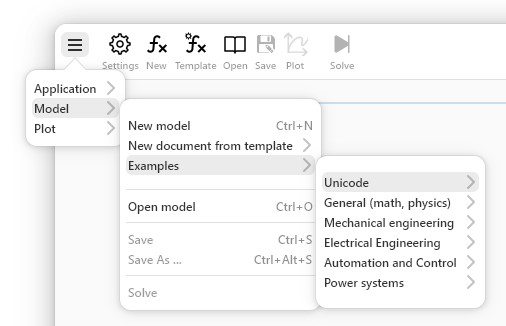 Settings New Template Open Save Plot Solve
Application
Model
Plot
New model Ctrl+N
New document from template
Examples
Open model Ctrl+O
Save Ctrl+S
Save As ... Ctrl+Alt+S
Solve
Unicode
General (math, physics)
Mechanical engineering
Electrical Engineering
Automation and Control
Power systems